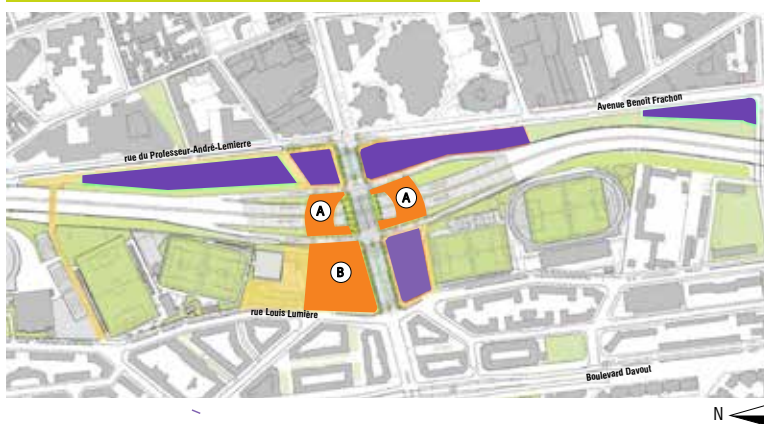 Avenue Benoît Frachon
rue du Professeur-André-Lemierre
A
A
B
rue Louis Lumière
Boulevard Davout
N